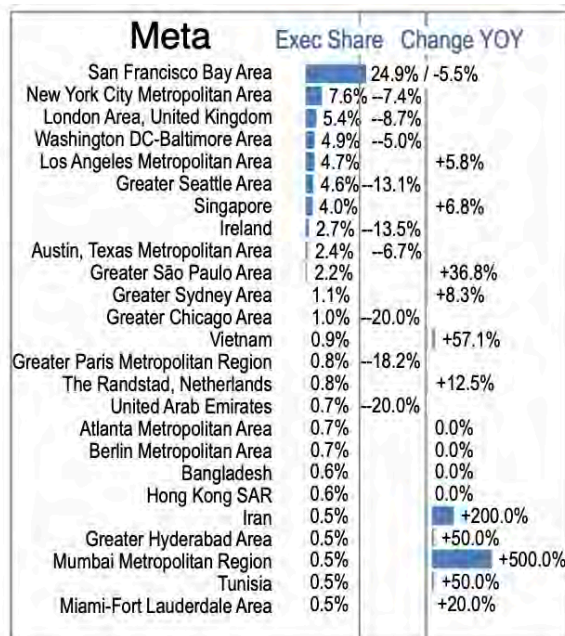 Meta Exec Share Change YOY
San Francisco Bay Area 24.9% / -5.5%
New York City Metropolitan Area 7.6% --7.4%
London Area, United Kingdom 5.4% --8.7%
Washington DC-Baltimore Area 4.9% --5.0%
Los Angeles Metropolitan Area 4.7% +5.8%
Greater Seattle Area 4.6% --13.1%
Singapore 4.0% +6.8%
Ireland 2.7% --13.5%
Austin, Texas Metropolitan Area 2.4% --6.7%
Greater São Paulo Area 2.2% +36.8%
Greater Sydney Area 1.1% +8.3%
Greater Chicago Area 1.0% --20.0%
Vietnam 0.9% +57.1%
Greater Paris Metropolitan Region 0.8% --18.2%
The Randstad, Netherlands 0.8% +12.5%
United Arab Emirates 0.7% --20.0%
Atlanta Metropolitan Area 0.7% 0.0%
Berlin Metropolitan Area 0.7% 0.0%
Bangladesh 0.6% 0.0%
Hong Kong SAR 0.6% 0.0%
Iran 0.5% +200.0%
Greater Hyderabad Area 0.5% +50.0%
Mumbai Metropolitan Region 0.5% +500.0%
Tunisia 0.5% +50.0%
Miami-Fort Lauderdale Area 0.5% +20.0%